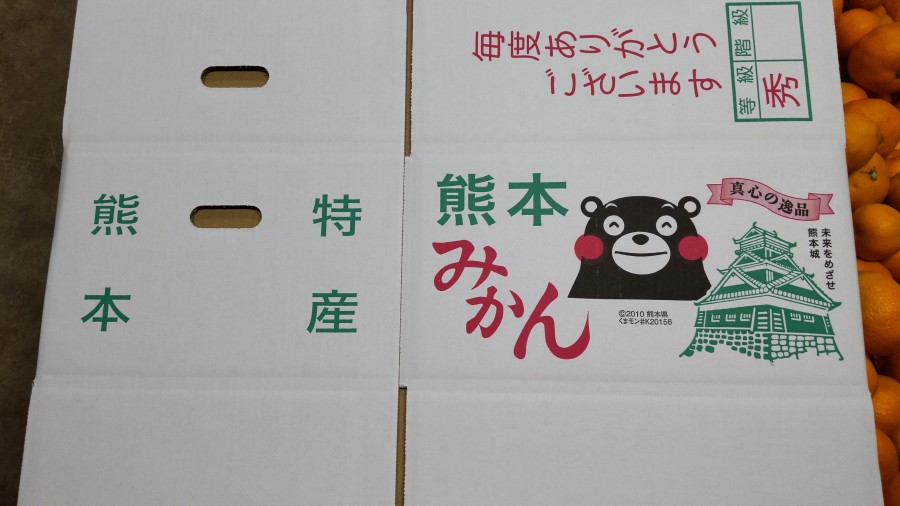 毎度ありがとう
ございます
階級
等級
秀
特産
熊本
熊本
みかん
真心の逸品
未来をめざせ
熊本城
©2010 熊本県
くまモン#K20156